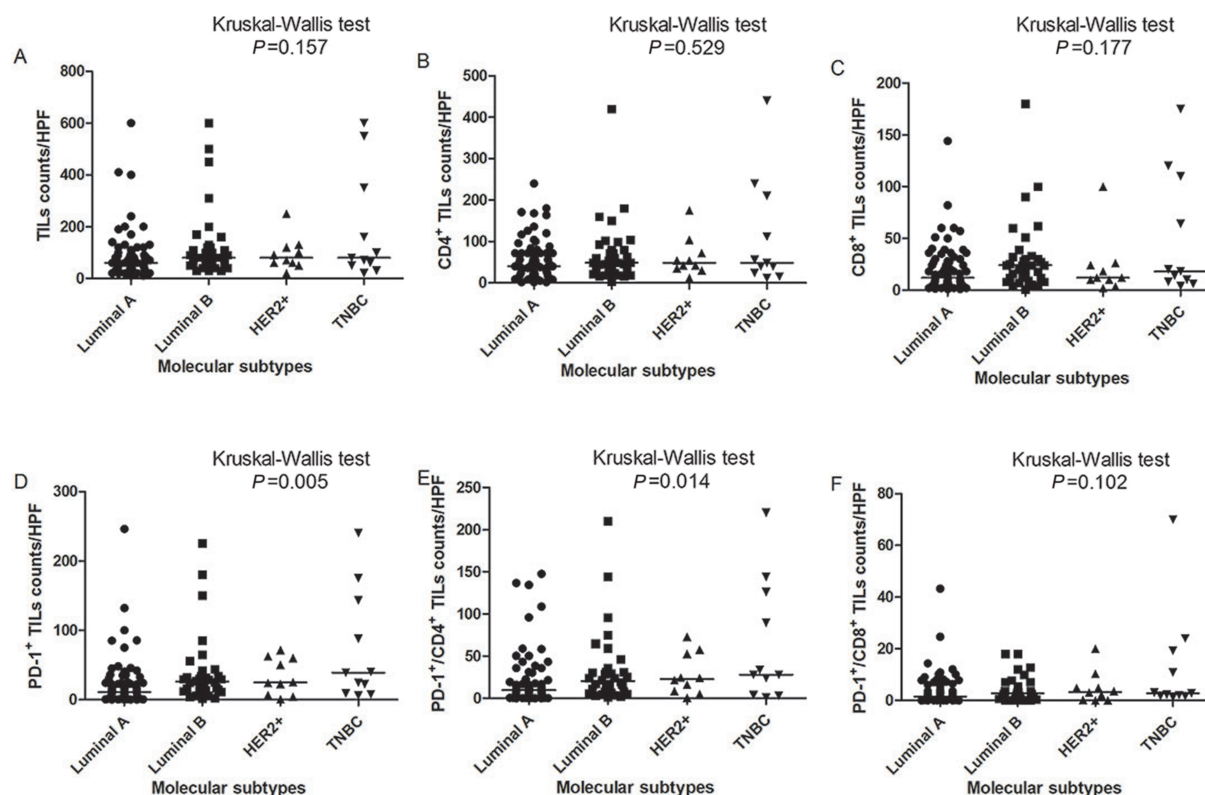 Kruskal-Wallis test
P=0.157
A
TILs counts/HPF
800
600
400
200
0
Luminal A
Luminal B
HER2+
TNBC
Molecular subtypes
Kruskal-Wallis test
P=0.529
B
CD4+ TILs counts/HPF
500
400
300
200
100
0
Luminal A
Luminal B
HER2+
TNBC
Molecular subtypes
Kruskal-Wallis test
P=0.177
C
CD8+ TILs counts/HPF
200
150
100
50
0
Luminal A
Luminal B
HER2+
TNBC
Molecular subtypes
Kruskal-Wallis test
P=0.005
D
PD-1+ TILs counts/HPF
300
200
100
0
Luminal A
Luminal B
HER2+
TNBC
Molecular subtypes
Kruskal-Wallis test
P=0.014
E
PD-1+/CD4+ TILs counts/HPF
250
200
150
100
50
0
Luminal A
Luminal B
HER2+
TNBC
Molecular subtypes
Kruskal-Wallis test
P=0.102
F
PD-1+/CD8+ TILs counts/HPF
80
60
40
20
0
Luminal A
Luminal B
HER2+
TNBC
Molecular subtypes